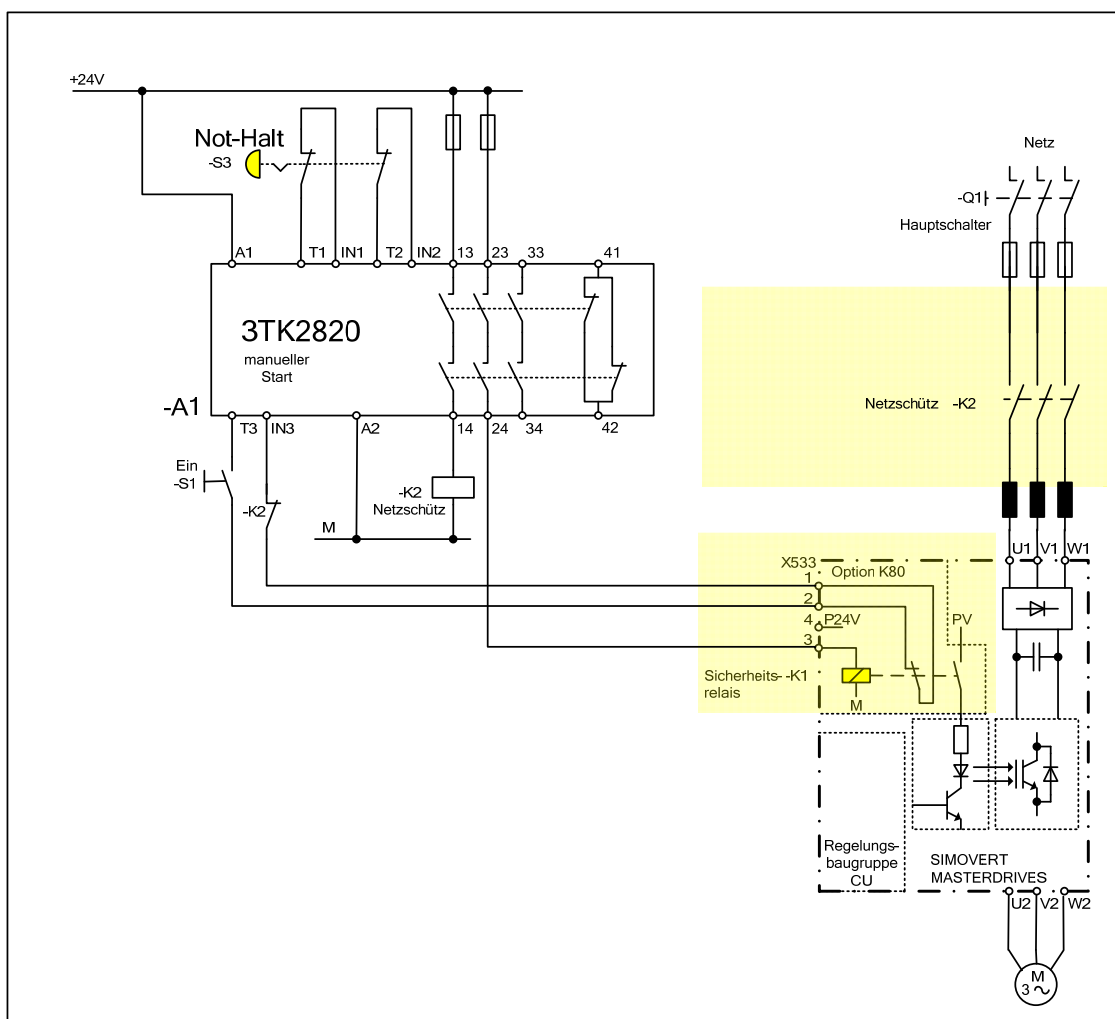 +24V
Not-Halt
-S3
A1
T1
IN1
T2
IN2
13
23
33
41
3TK2820
manueller
Start
-A1
T3
IN3
A2
14
24
34
42
Ein
-S1
-K2
M
-K2
Netzschütz
Netz
-Q1
Hauptschalter
Netzschütz -K2
U1
V1
W1
X533
1
Option K80
2
4
P24V
3
PV
Sicherheits- -K1
relais
M
Regelungs-
baugruppe
CU
SIMOVERT
MASTERDRIVES
U2
V2
W2
M
3